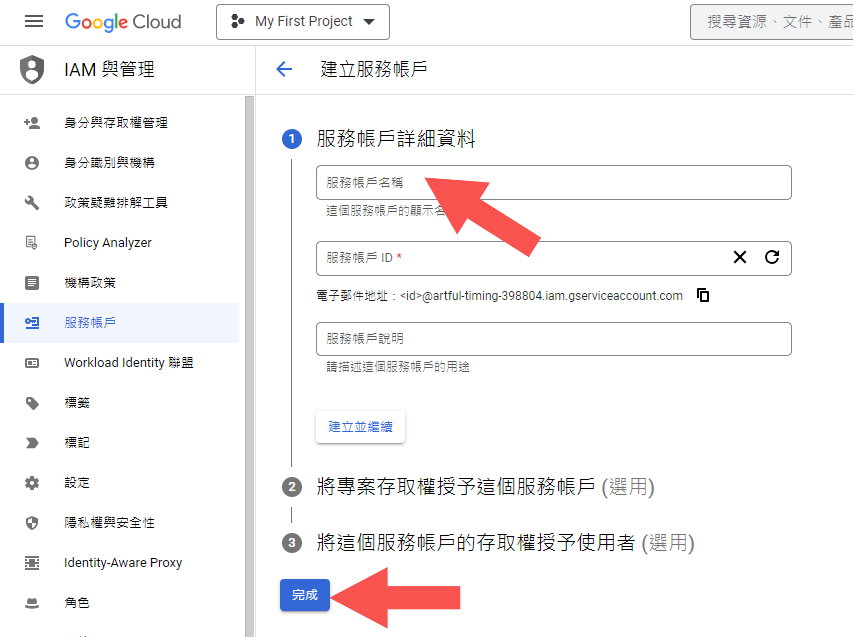 Google Cloud
My First Project
搜尋資源、文件、產品
IAM 與管理
建立服務帳戶
身分與存取權管理
身分識別與機構
政策疑難排解工具
Policy Analyzer
機構政策
服務帳戶
Workload Identity 聯盟
標籤
標記
設定
隱私權與安全性
Identity-Aware Proxy
角色
1 服務帳戶詳細資料
服務帳戶名稱
這個服務帳戶的顯示名
服務帳戶 ID *
電子郵件地址：<id>@artful-timing-398804.iam.gserviceaccount.com
服務帳戶說明
請描述這個服務帳戶的用途
建立並繼續
2 將專案存取權授予這個服務帳戶 (選用)
3 將這個服務帳戶的存取權授予使用者 (選用)
完成